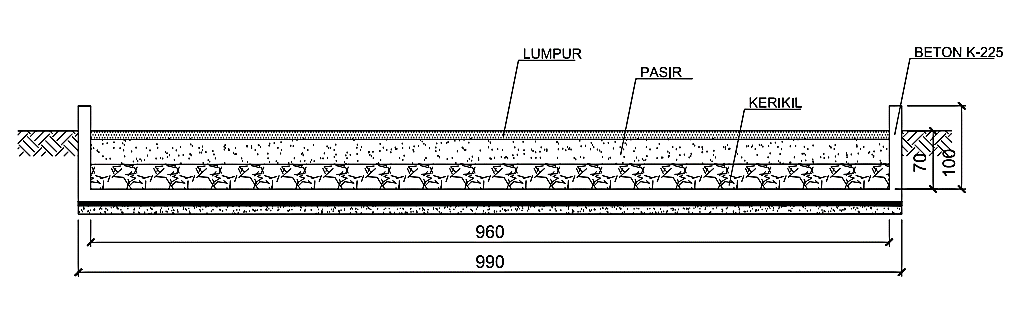 LUMPUR
BETON K-225
PASIR
KERIKIL
70
100
960
990